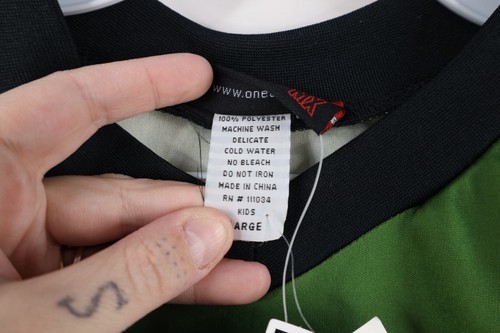 www.one
100% POLYESTER
MACHINE WASH
DELICATE
COLD WATER
NO BLEACH
DO NOT IRON
MADE IN CHINA
RN # 111034
KIDS
LARGE
S